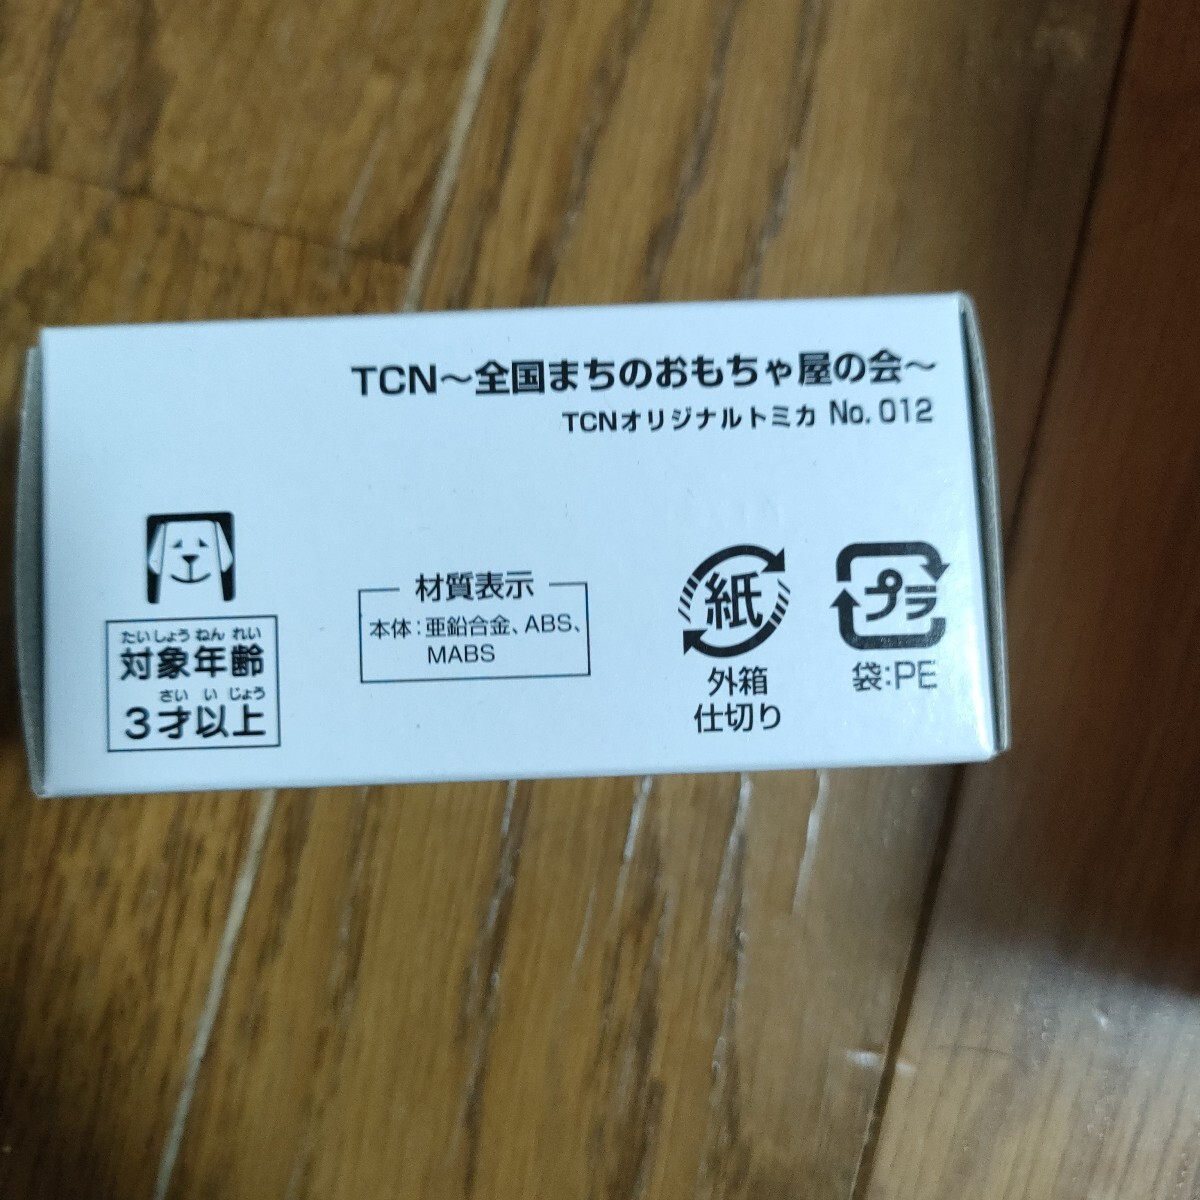 TCN～全国まちのおもちゃ屋の会～
TCNオリジナルトミカ No. 012
たいしょう ねん れい
対象年齢
さい い じょう
3才以上
材質表示
本体：亜鉛合金、ABS、
MABS
紙
外箱
仕切り
プラ
袋：PE